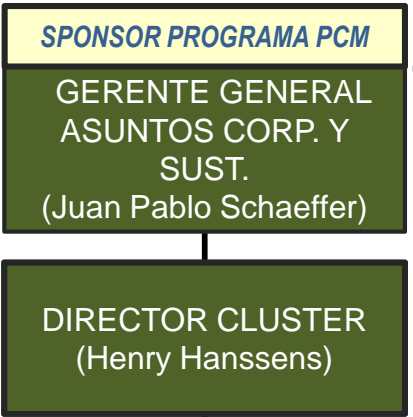 SPONSOR PROGRAMA PCM
GERENTE GENERAL
ASUNTOS CORP. Y
SUST.
(Juan Pablo Schaeffer)
DIRECTOR CLUSTER
(Henry Hanssens)